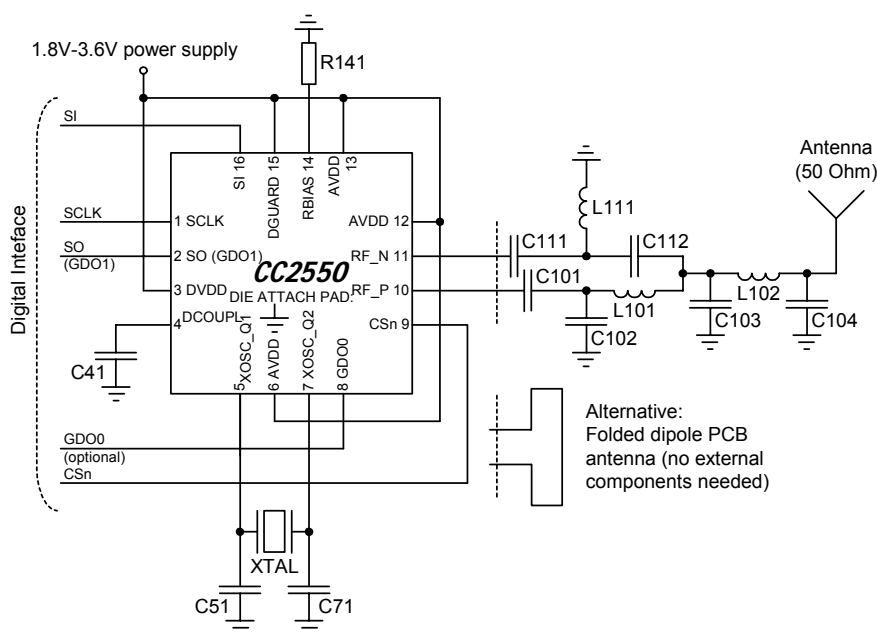 1.8V-3.6V power supply
R141
Digital Inteface
SI
SCLK
SO
(GDO1)
GDO0
(optional)
CSn
SI 16
DGUARD 15
RBIAS 14
AVDD 13
1 SCLK
2 SO (GDO1)
3 DVDD
4 DCOUPL
AVDD 12
RF_N 11
RF_P 10
CSn 9
CC2550
DIE ATTACH PAD:
5 XOSC_Q1
6 AVDD
7 XOSC_Q2
8 GDO0
C41
XTAL
C51
C71
L111
C111
C112
C101
L101
C102
C103
L102
C104
Antenna
(50 Ohm)
Alternative:
Folded dipole PCB
antenna (no external
components needed)